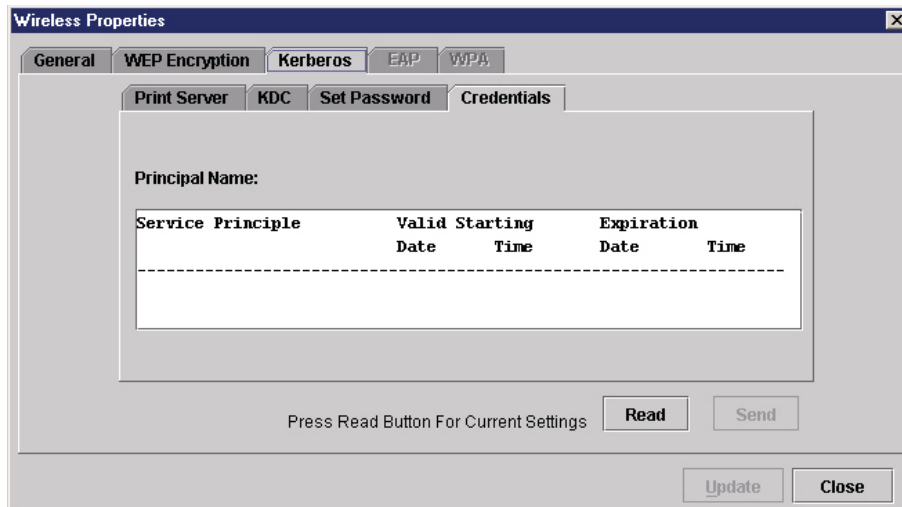 Wireless Properties
General WEP Encryption Kerberos EAP WPA
Print Server KDC Set Password Credentials
Principal Name:
Service Principle Valid Starting Expiration
Date Time Date Time
--------------------------------------------------------------------
Press Read Button For Current Settings Read Send
Update Close